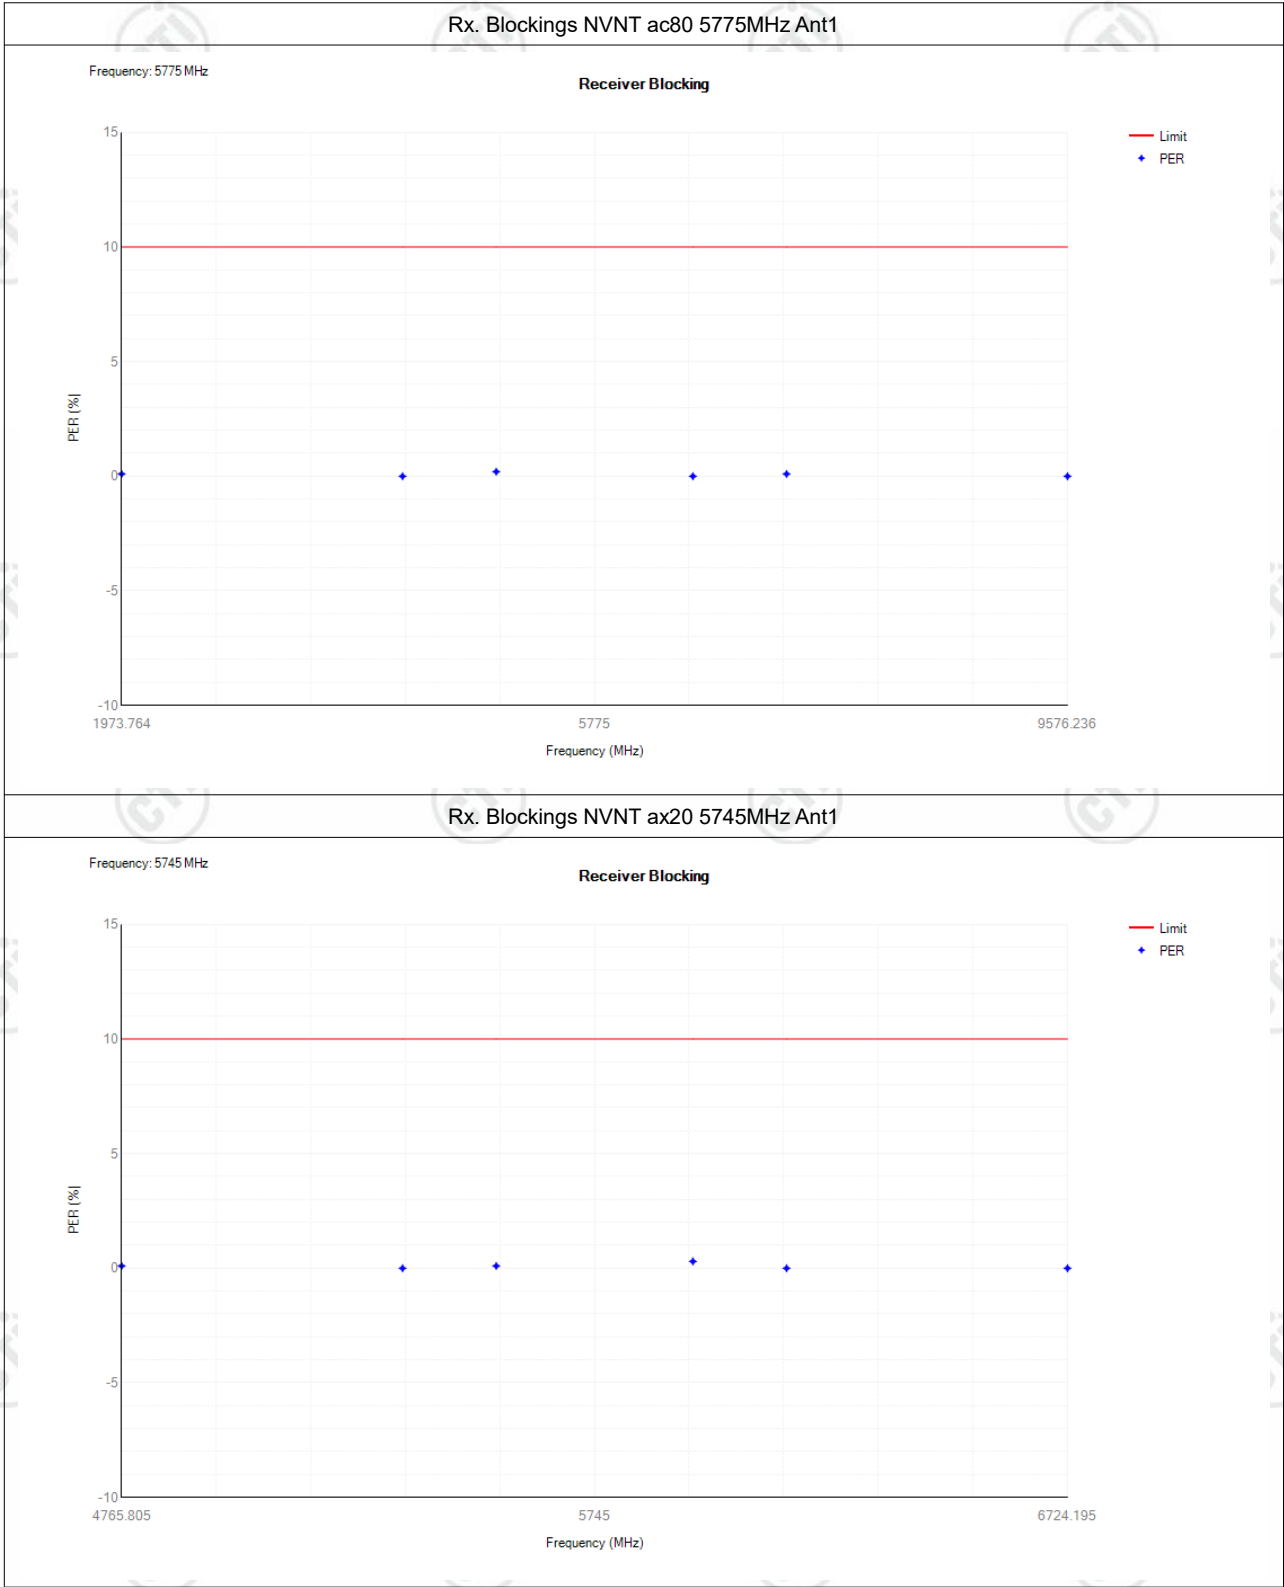 Rx. Blockings NVNT ac80 5775MHz Ant1
Frequency: 5775 MHz
Receiver Blocking
15
Limit
PER
10
5
PER (%)
0
-5
-10
1973.764
5775
9576.236
Frequency (MHz)
Rx. Blockings NVNT ax20 5745MHz Ant1
Frequency: 5745 MHz
Receiver Blocking
15
Limit
PER
10
5
PER (%)
0
-5
-10
4765.805
5745
6724.195
Frequency (MHz)